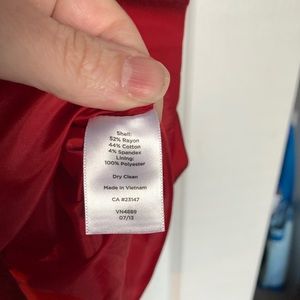 Shell:
52% Rayon
44% Cotton
4% Spandex
Lining:
100% Polyester
Dry Clean
Made in Vietnam
CA #23147
VN4889
07/13